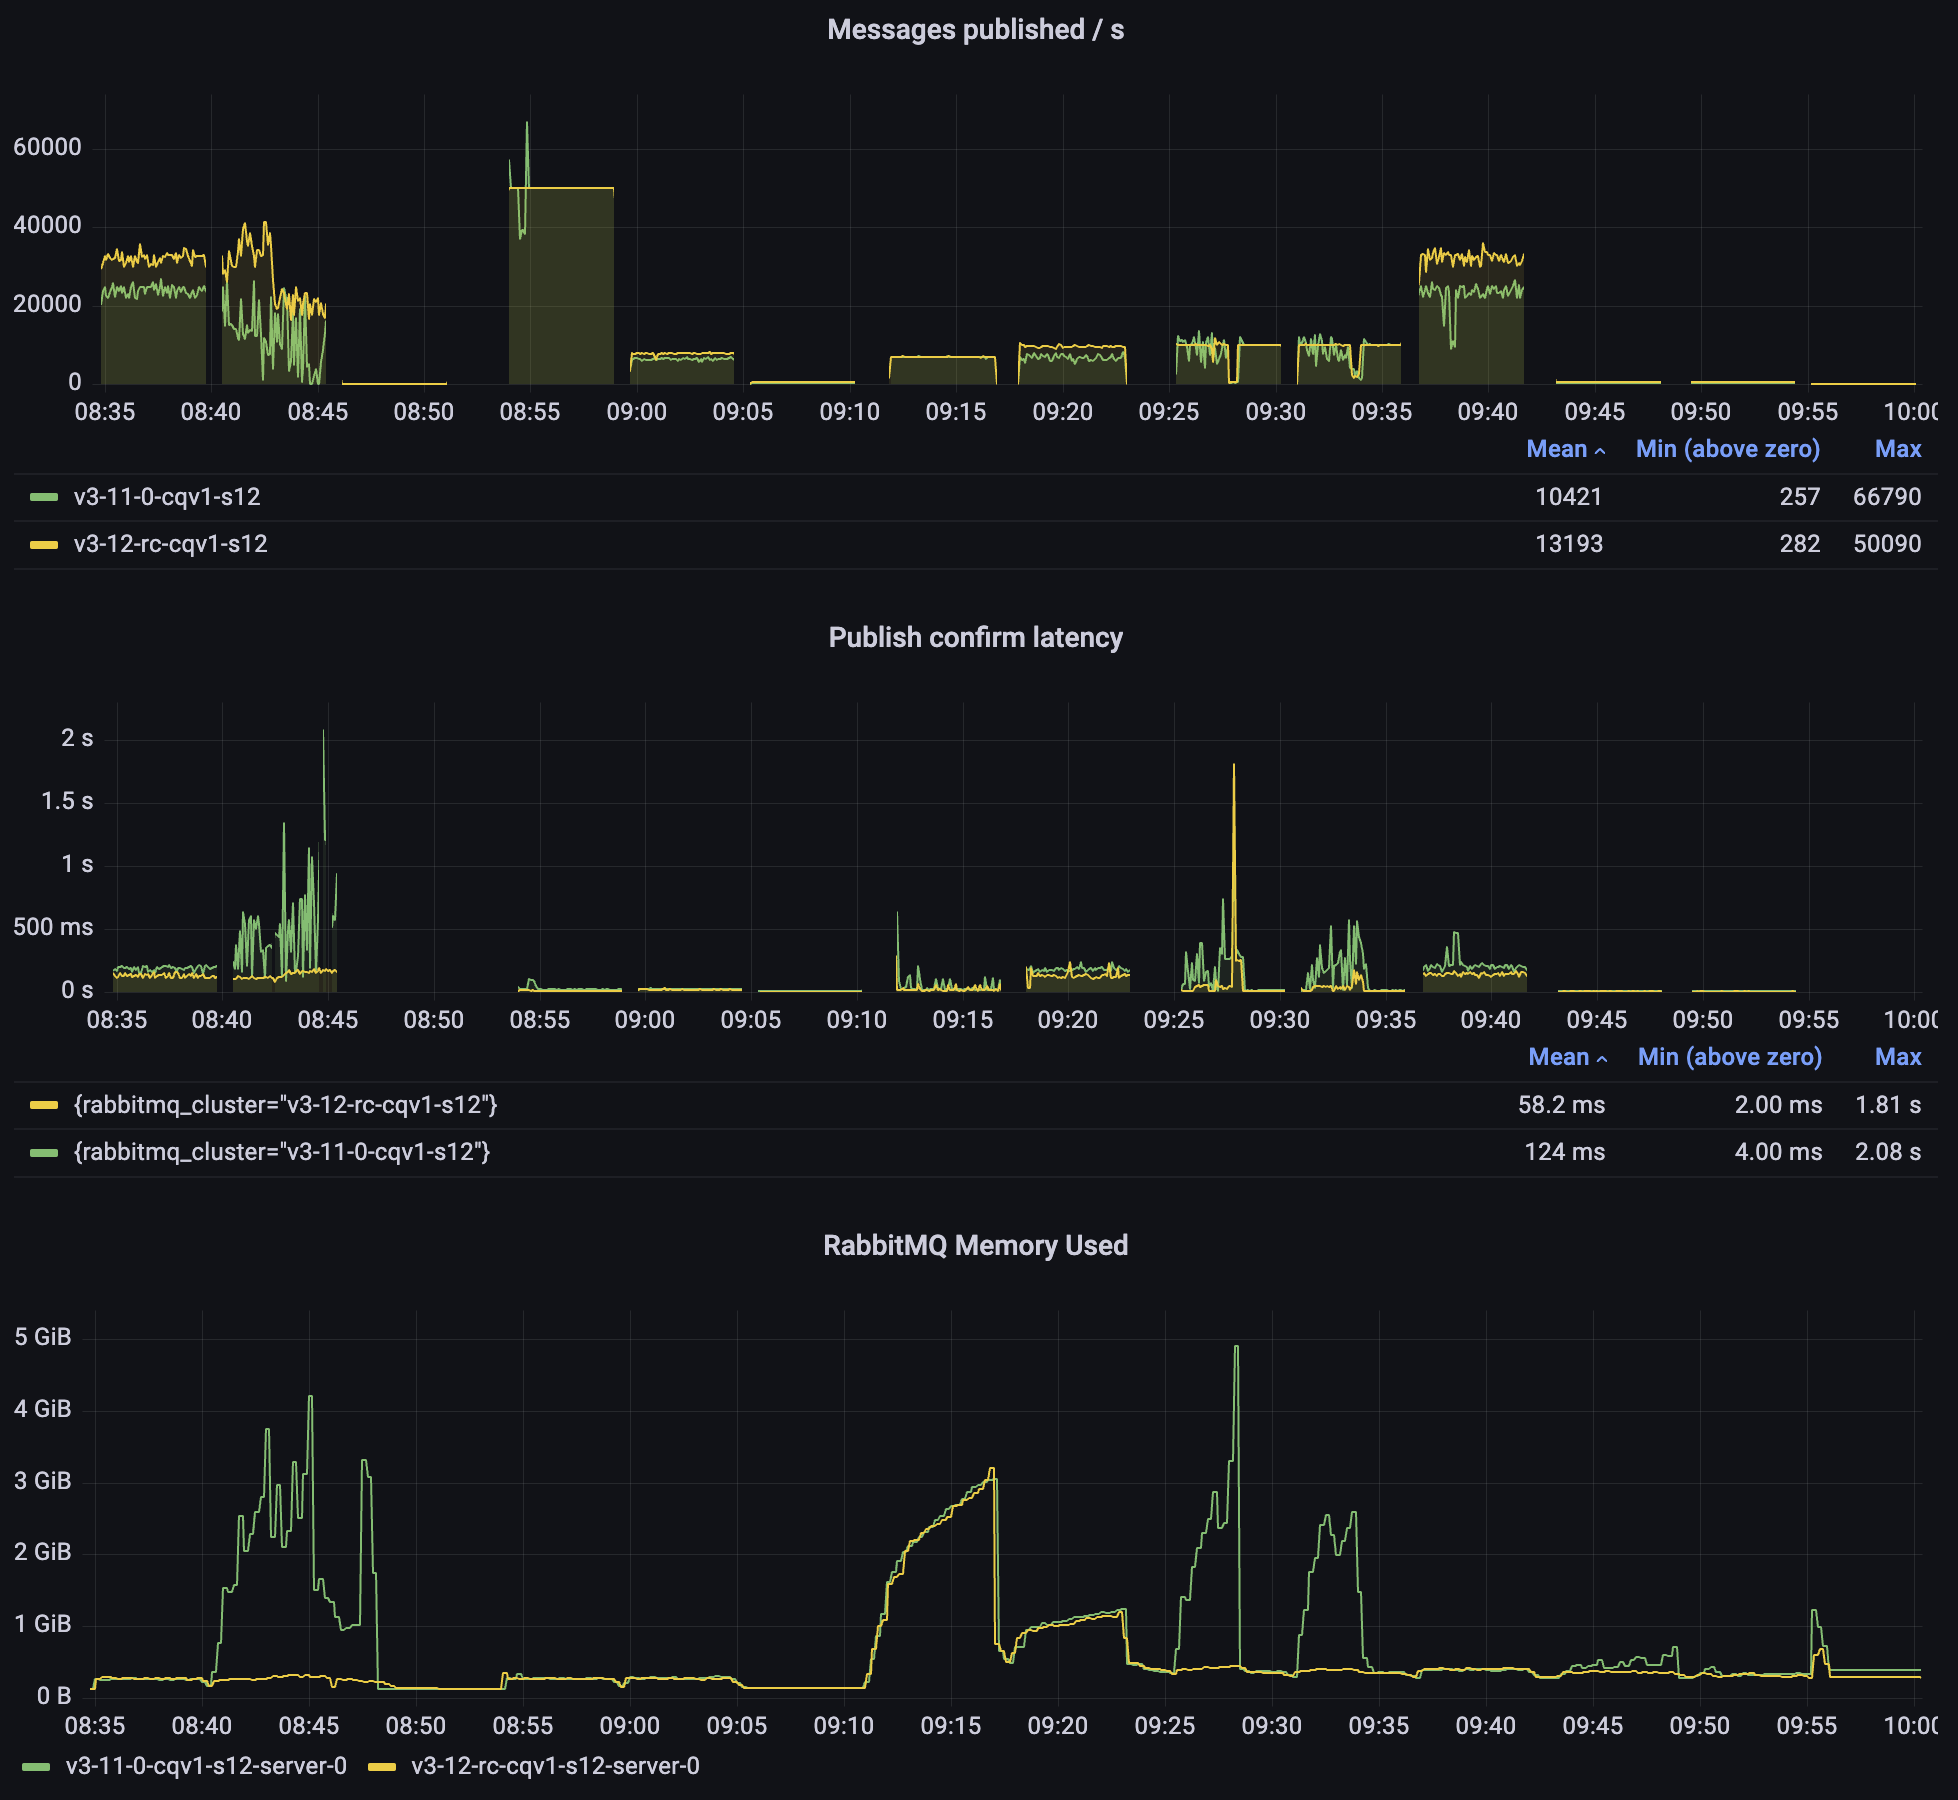 Messages published / s
60000
40000
20000
0
08:35 08:40 08:45 08:50 08:55 09:00 09:05 09:10 09:15 09:20 09:25 09:30 09:35 09:40 09:45 09:50 09:55 10:00
Mean Min (above zero) Max
v3-11-0-cqv1-s12 10421 257 66790
v3-12-rc-cqv1-s12 13193 282 50090
Publish confirm latency
2 s
1.5 s
1 s
500 ms
0 s
08:35 08:40 08:45 08:50 08:55 09:00 09:05 09:10 09:15 09:20 09:25 09:30 09:35 09:40 09:45 09:50 09:55 10:00
Mean Min (above zero) Max
{rabbitmq_cluster="v3-12-rc-cqv1-s12"} 58.2 ms 2.00 ms 1.81 s
{rabbitmq_cluster="v3-11-0-cqv1-s12"} 124 ms 4.00 ms 2.08 s
RabbitMQ Memory Used
5 GiB
4 GiB
3 GiB
2 GiB
1 GiB
0 B
08:35 08:40 08:45 08:50 08:55 09:00 09:05 09:10 09:15 09:20 09:25 09:30 09:35 09:40 09:45 09:50 09:55 10:00
v3-11-0-cqv1-s12-server-0 v3-12-rc-cqv1-s12-server-0